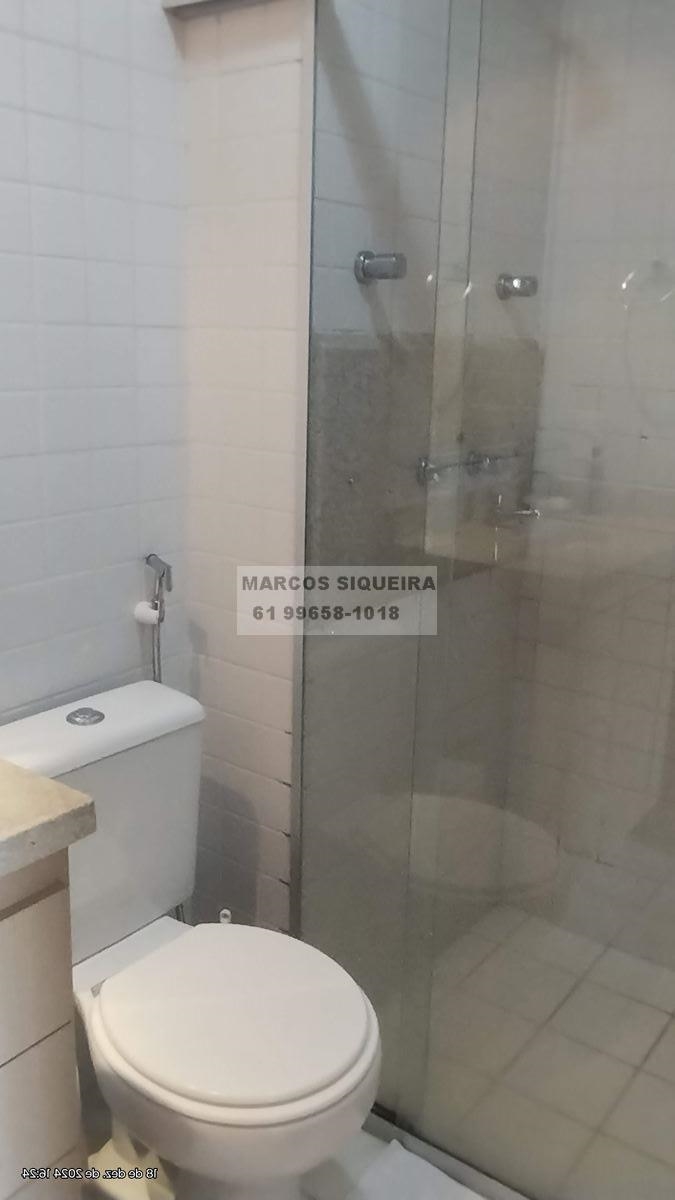 MARCOS SIQUEIRA
61 99658-1018
18 de dez. de 2024 16:24